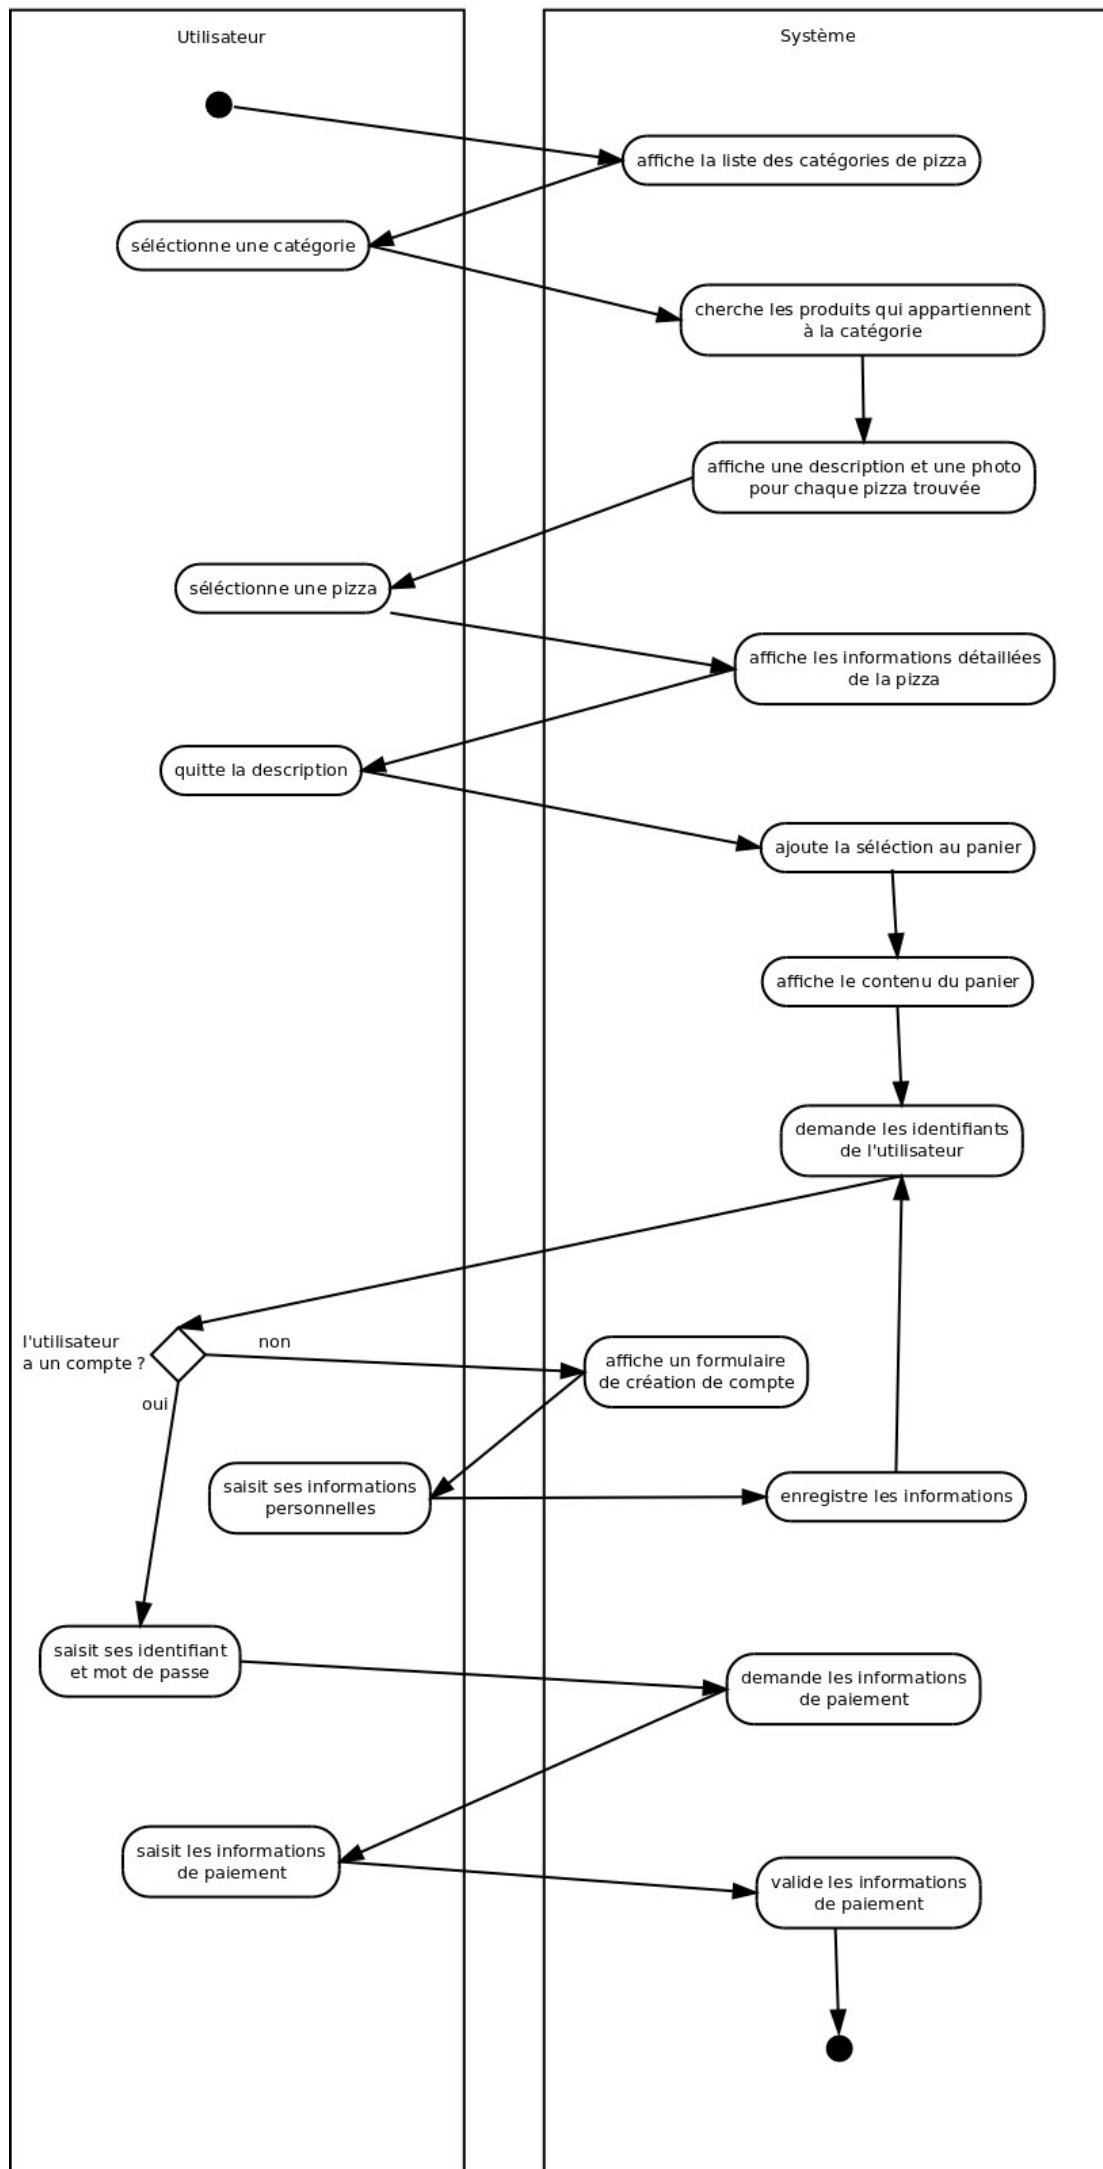 Utilisateur
Système
affiche la liste des catégories de pizza
séléctionne une catégorie
cherche les produits qui appartiennent
à la catégorie
affiche une description et une photo
pour chaque pizza trouvée
séléctionne une pizza
affiche les informations détaillées
de la pizza
quitte la description
ajoute la séléction au panier
affiche le contenu du panier
demande les identifiants
de l'utilisateur
l'utilisateur
a un compte ?
non
oui
affiche un formulaire
de création de compte
saisit ses informations
personnelles
enregistre les informations
saisit ses identifiant
et mot de passe
demande les informations
de paiement
saisit les informations
de paiement
valide les informations
de paiement